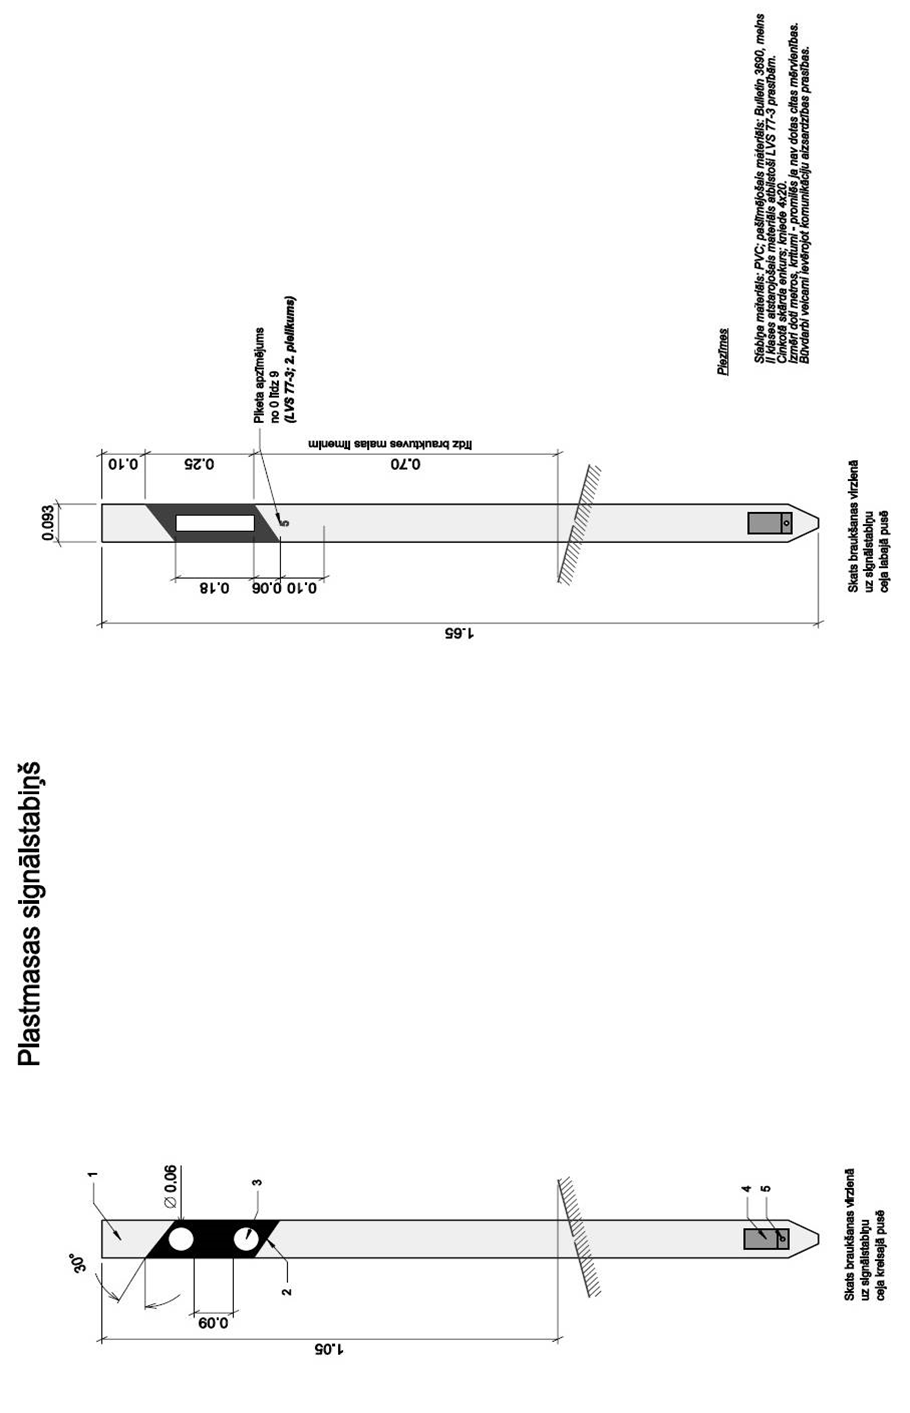 Plastmasas signālstabiņš
30°
1
∅ 0.06
3
2
0.09
1.05
4
5
Skats braukšanas virzienā
uz signālstabiņu
ceļa kreisajā pusē
0.093
0.10
0.25
0.70
līdz brauktuves malas līmenim
Piketa apzīmējums
no 0 līdz 9
(LVS 77-3; 2. pielikums)
5
0.18
0.06
0.10
1.65
Skats braukšanas virzienā
uz signālstabiņu
ceļa labajā pusē
Piezīmes
Stabiņa materiāls: PVC; pašlīmējošais materiāls: Bulletin 3690, melns
II klases atstarojošais materiāls atbilstoši LVS 77-3 prasībām.
Cinkotā skārda enkurs; kniede 4x20.
Izmēri doti metros, kritumi - promilēs ja nav dotas citas mērvienības.
Būvdarbi veicami ievērojot komunikāciju aizsardzības prasības.